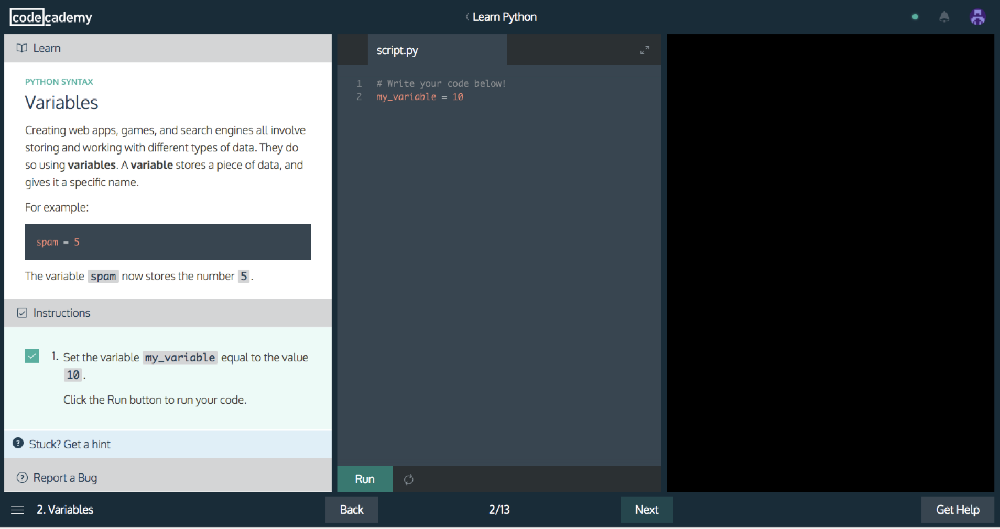 codecademy
Learn Python
Learn
PYTHON SYNTAX
Variables
Creating web apps, games, and search engines all involve
storing and working with different types of data. They do
so using variables. A variable stores a piece of data, and
gives it a specific name.
For example:
spam = 5
The variable spam now stores the number 5.
Instructions
1. Set the variable my_variable equal to the value
10.
Click the Run button to run your code.
Stuck? Get a hint
Report a Bug
script.py
1 # Write your code below!
2 my_variable = 10
Run
2. Variables
Back
2/13
Next
Get Help